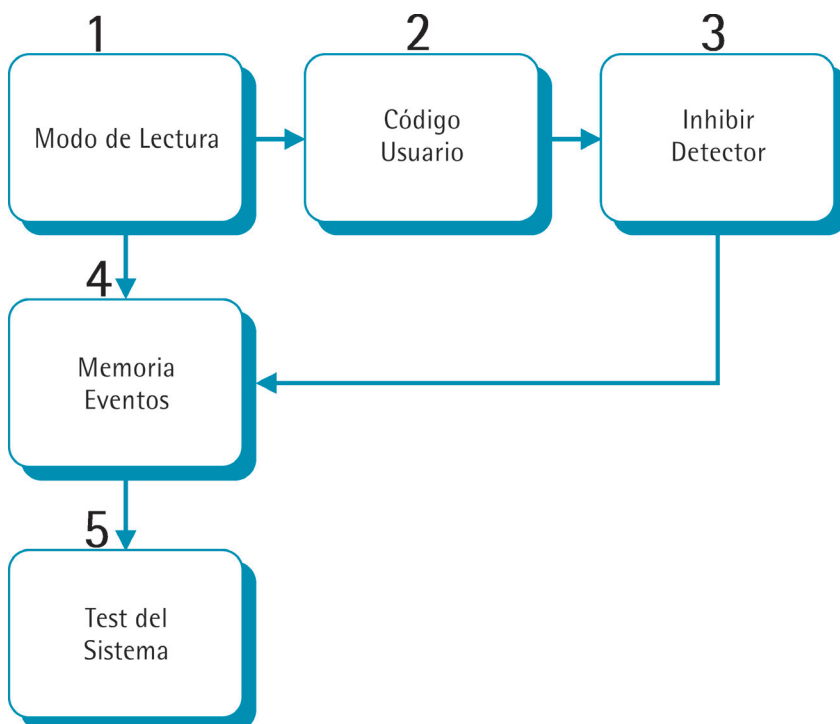 1
Modo de Lectura
2
Código
Usuario
3
Inhibir
Detector
4
Memoria
Eventos
5
Test del
Sistema